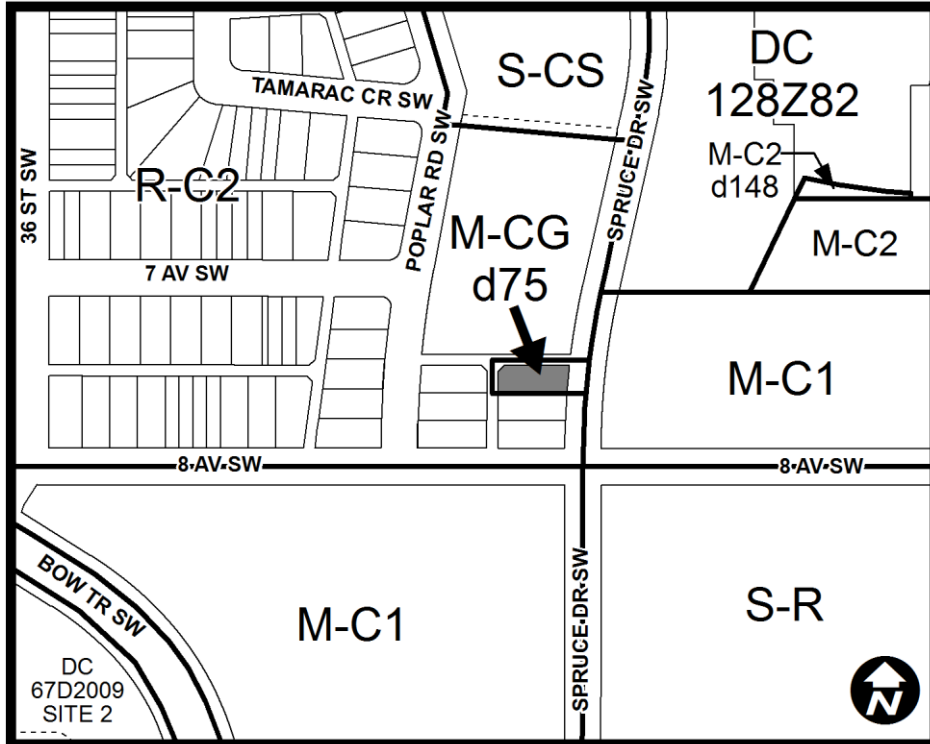 S-CS
DC
128Z82
TAMARAC CR SW
POPLAR RD SW
SPRUCE DR SW
M-C2
d148
36 ST SW
R-C2
M-CG
d75
M-C2
7 AV SW
M-C1
8 AV SW
8 AV SW
BOW TR SW
M-C1
SPRUCE DR SW
S-R
DC
67D2009
SITE 2
N